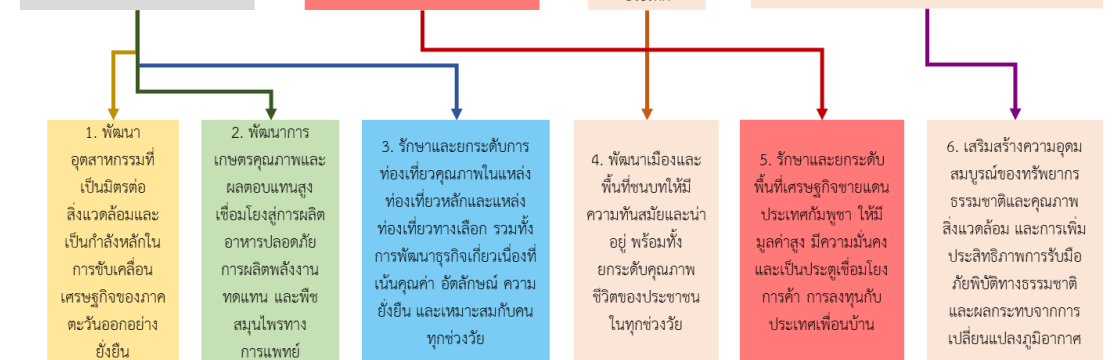 1. พัฒนา
อุตสาหกรรมที่
เป็นมิตรต่อ
สิ่งแวดล้อมและ
เป็นกำลังหลักใน
การขับเคลื่อน
เศรษฐกิจของภาค
ตะวันออกอย่าง
ยั่งยืน
2. พัฒนาการ
เกษตรคุณภาพและ
ผลตอบแทนสูง
เชื่อมโยงสู่การผลิต
อาหารปลอดภัย
การผลิตพลังงาน
ทดแทน และพืช
สมุนไพรทาง
การแพทย์
3. รักษาและยกระดับการ
ท่องเที่ยวคุณภาพในแหล่ง
ท่องเที่ยวหลักและแหล่ง
ท่องเที่ยวทางเลือก รวมทั้ง
การพัฒนาธุรกิจเกี่ยวเนื่องที่
เน้นคุณค่า อัตลักษณ์ ความ
ยั่งยืน และเหมาะสมกับคน
ทุกช่วงวัย
4. พัฒนาเมืองและ
พื้นที่ชนบทให้มี
ความทันสมัยและน่า
อยู่ พร้อมทั้ง
ยกระดับคุณภาพ
ชีวิตของประชาชน
ในทุกช่วงวัย
5. รักษาและยกระดับ
พื้นที่เศรษฐกิจชายแดน
ประเทศกัมพูชา ให้มี
มูลค่าสูง มีความมั่นคง
และเป็นประตูเชื่อมโยง
การค้า การลงทุนกับ
ประเทศเพื่อนบ้าน
6. เสริมสร้างความอุดม
สมบูรณ์ของทรัพยากร
ธรรมชาติและคุณภาพ
สิ่งแวดล้อม และการเพิ่ม
ประสิทธิภาพการรับมือ
ภัยพิบัติทางธรรมชาติ
และผลกระทบจากการ
เปลี่ยนแปลงภูมิอากาศ